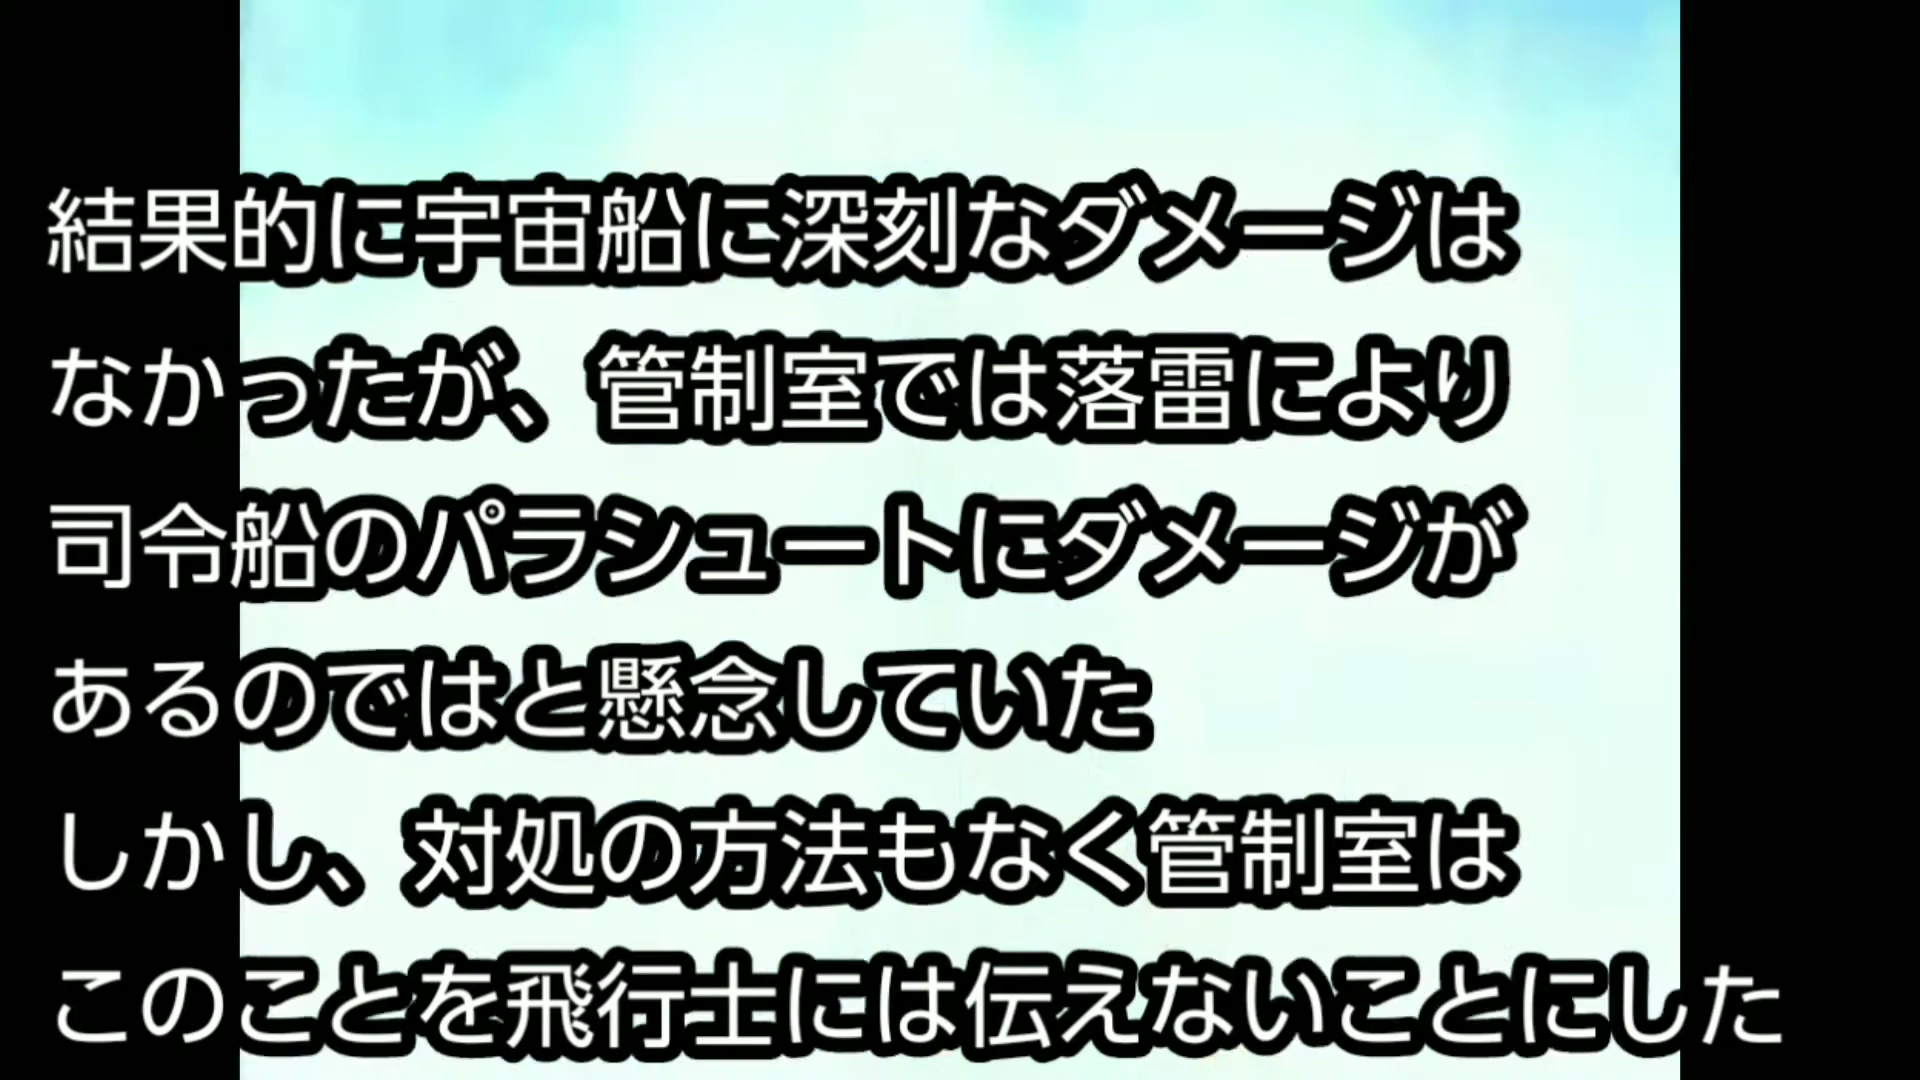 結果的に宇宙船に深刻なダメージは
なかったが、管制室では落雷により
司令船のパラシュートにダメージが
あるのではと懸念していた
しかし、対処の方法もなく管制室は
このことを飛行士には伝えないことにした